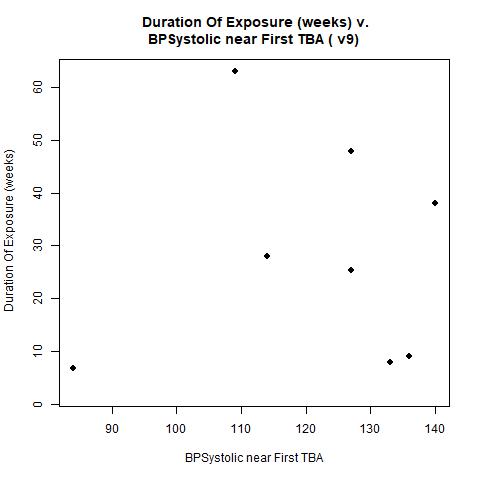 Duration Of Exposure (weeks) v.
BPSystolic near First TBA ( v9)
Duration Of Exposure (weeks)
60
50
40
30
20
10
0
90 100 110 120 130 140
BPSystolic near First TBA